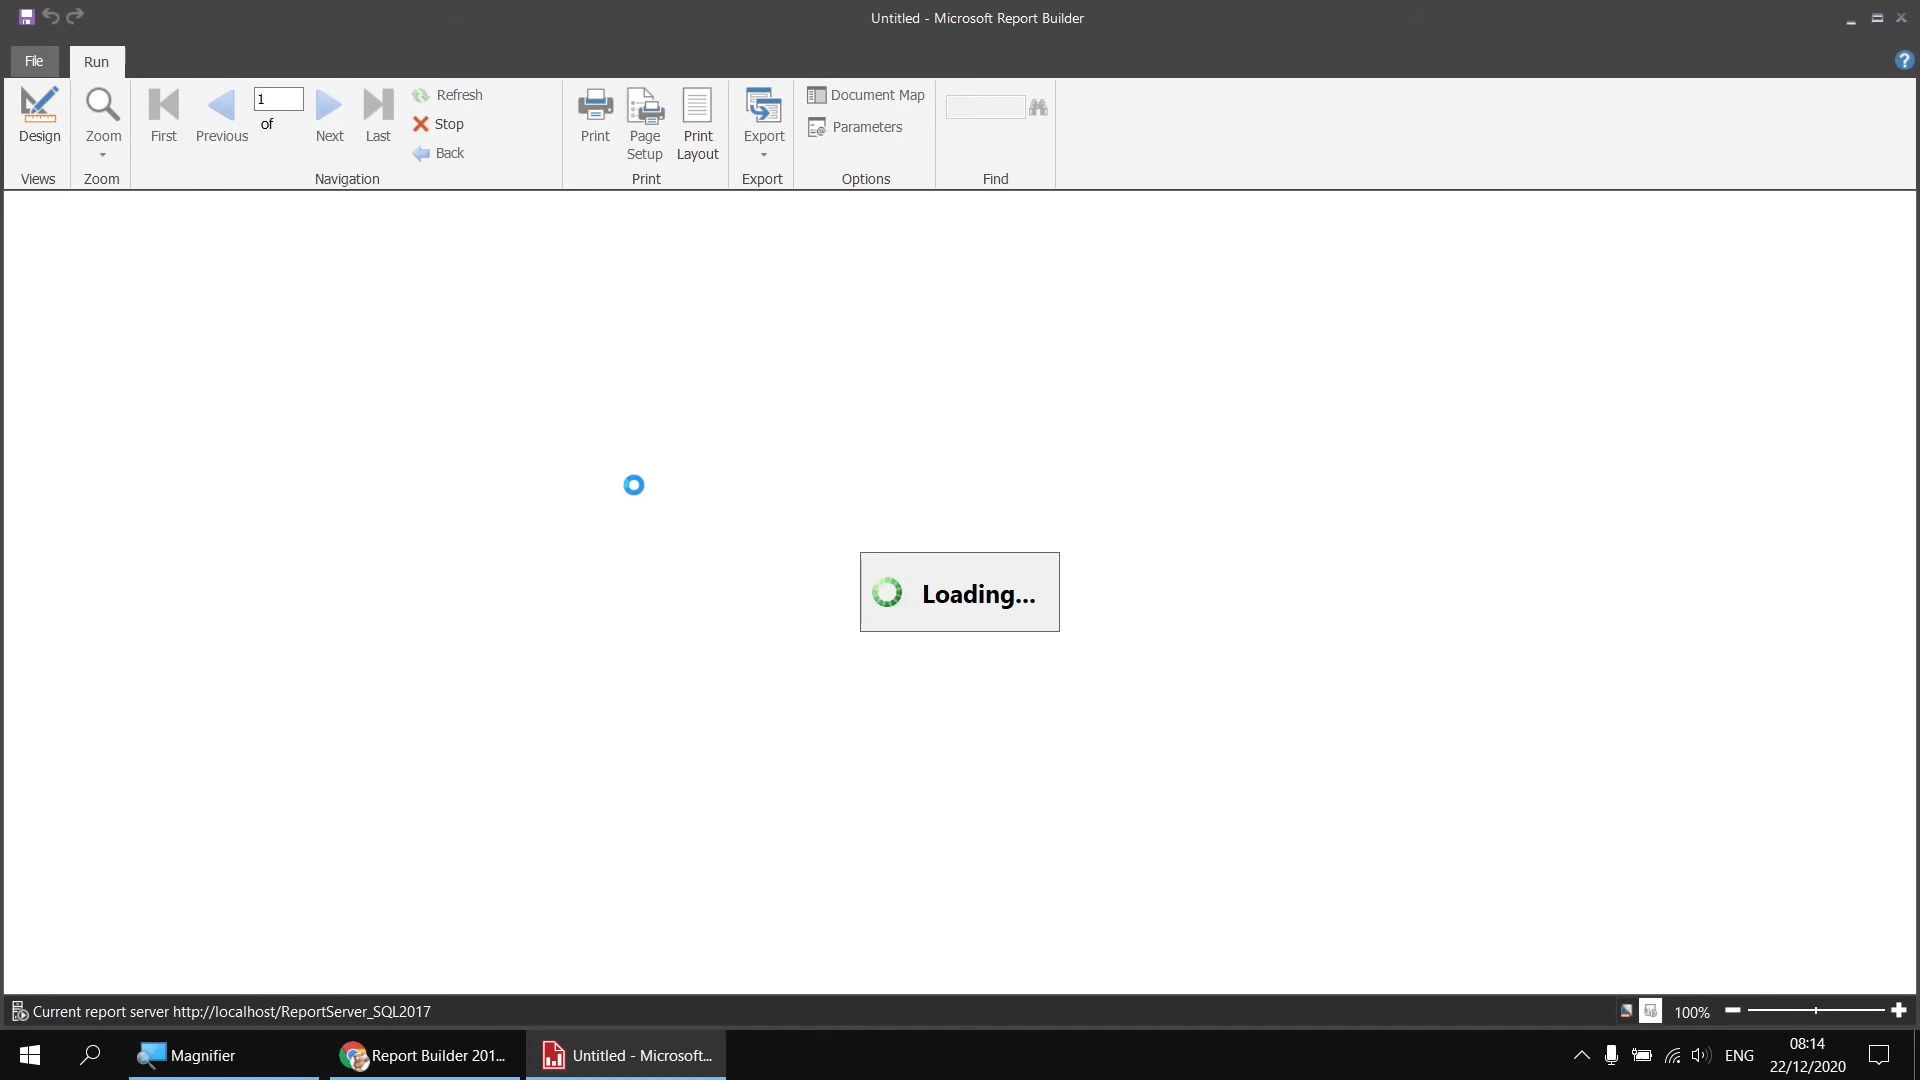 Untitled - Microsoft Report Builder
File
Run
?
Design
Zoom
First
Previous
1
of
Next
Last
Refresh
Stop
Back
Print
Page
Setup
Print
Layout
Export
Document Map
Parameters
Views
Zoom
Navigation
Print
Export
Options
Find
Loading...
Current report server http://localhost/ReportServer_SQL2017
100%
Magnifier
Report Builder 201...
Untitled - Microsoft...
ENG
08:14
22/12/2020